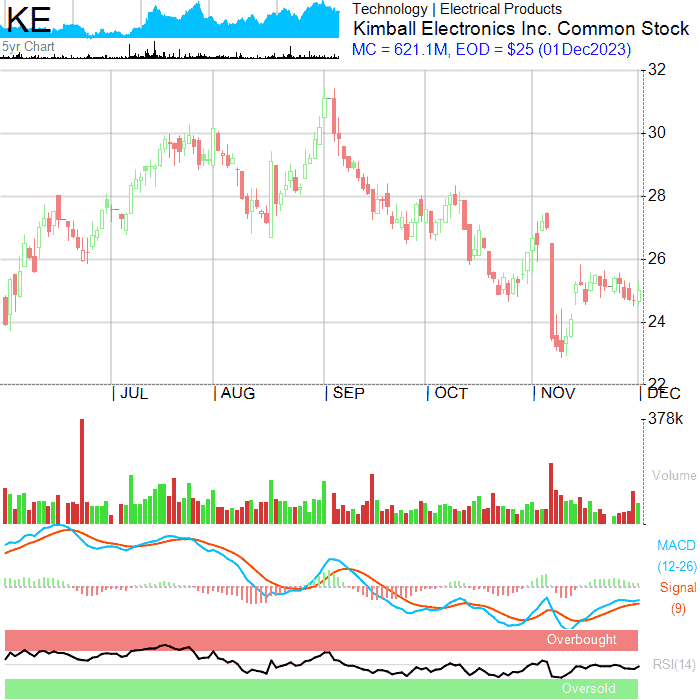 KE
Technology | Electrical Products
Kimball Electronics Inc. Common Stock
5yr Chart
MC = 621.1M, EOD = $25 (01Dec2023)
32
30
28
26
24
22
JUL AUG SEP OCT NOV DEC
378k
Volume
MACD
(12-26)
Signal
(9)
Overbought
RSI(14)
Oversold